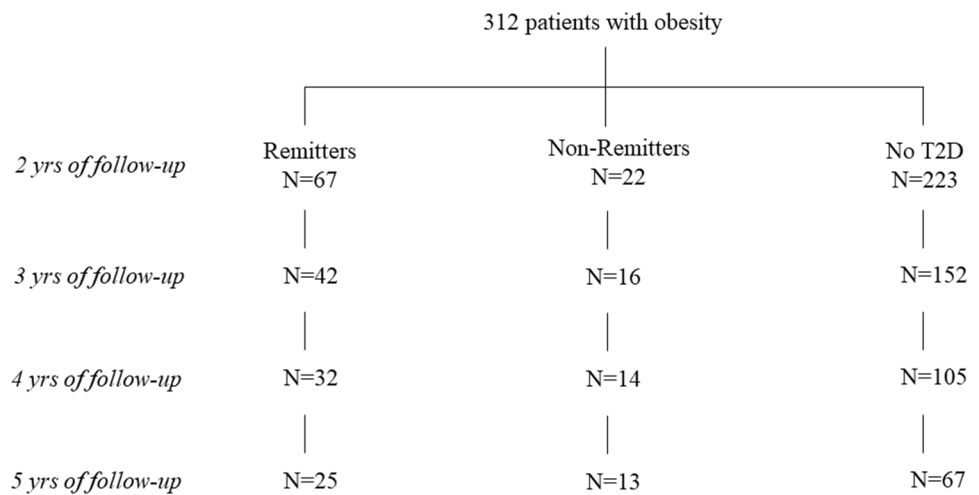 312 patients with obesity
Remitters
Non-Remitters
No T2D
2 yrs of follow-up
N=67
N=22
N=223
3 yrs of follow-up
N=42
N=16
N=152
4 yrs of follow-up
N=32
N=14
N=105
5 yrs of follow-up
N=25
N=13
N=67